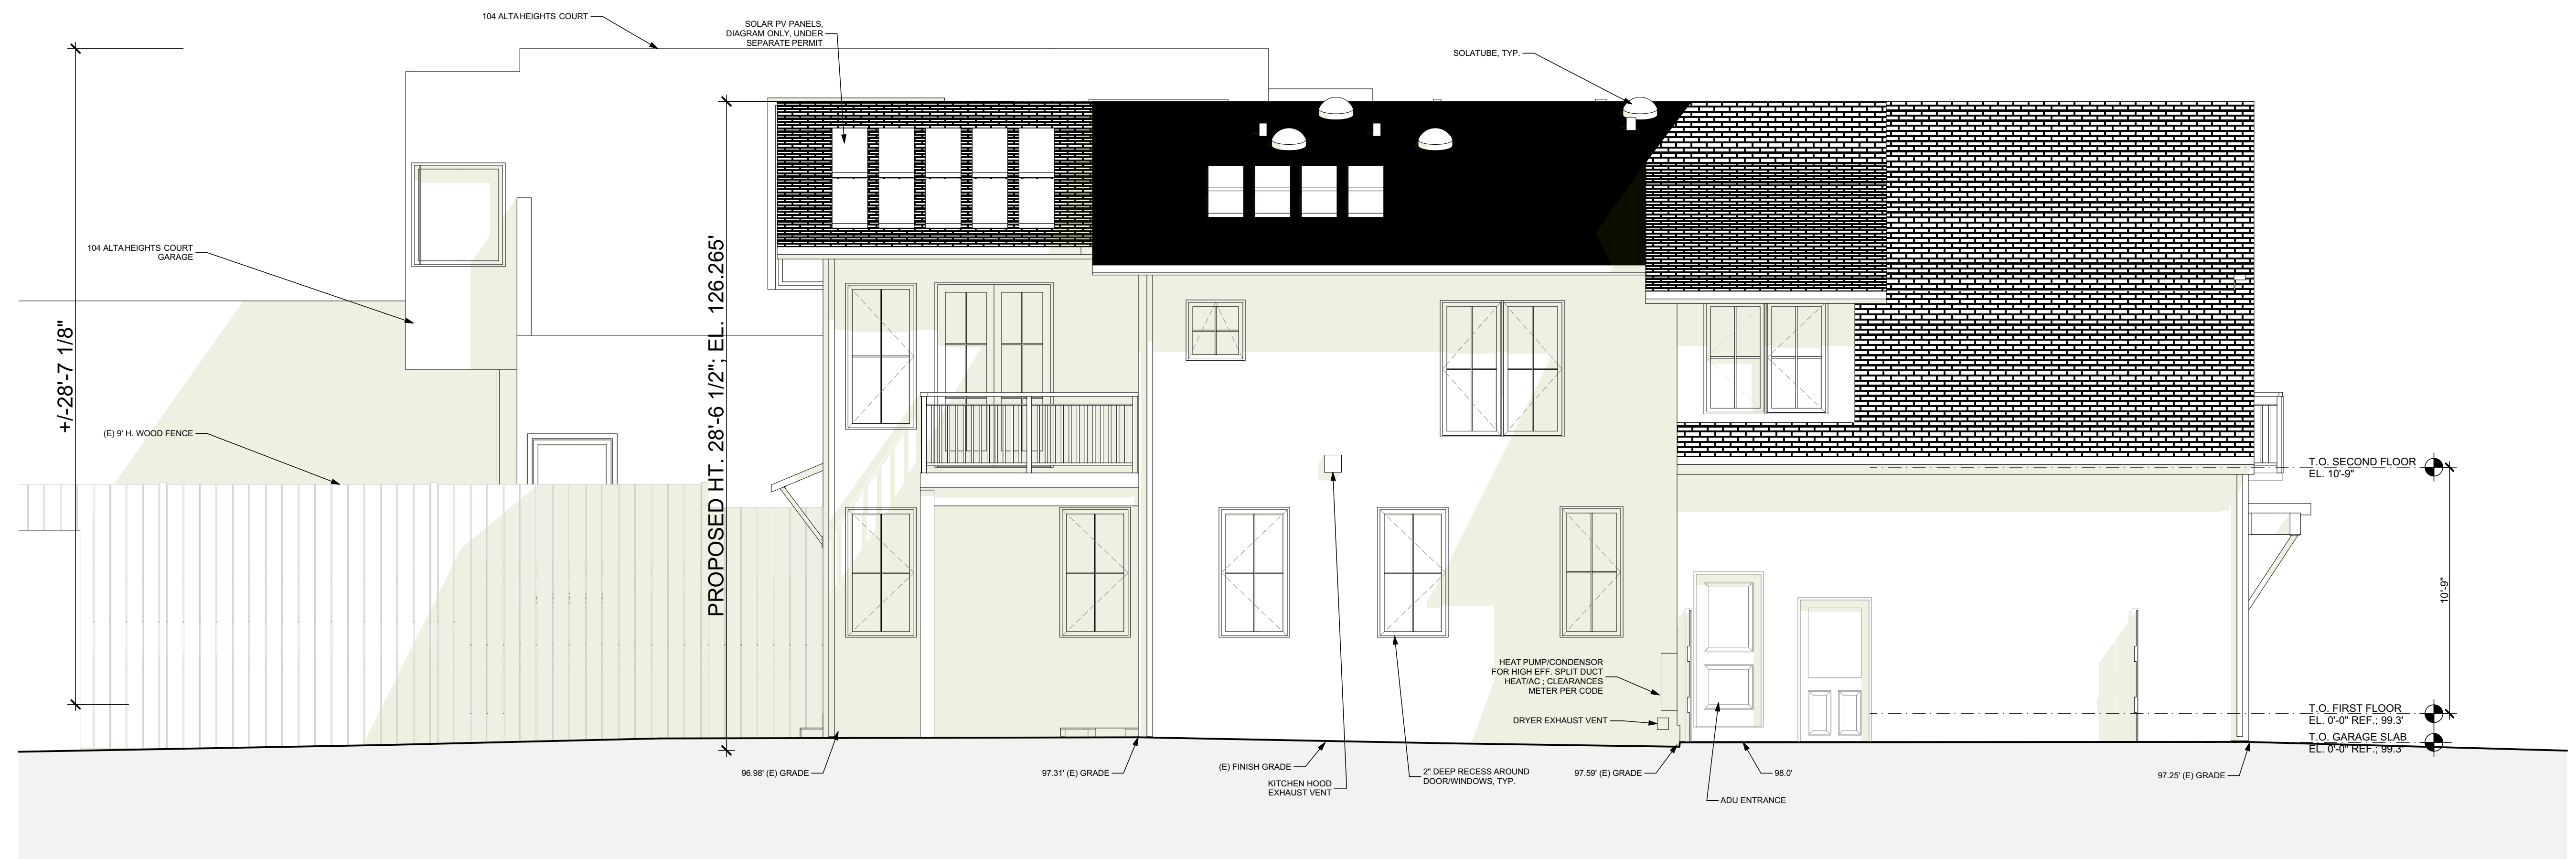 104 ALTA HEIGHTS COURT
SOLAR PV PANELS,
DIAGRAM ONLY, UNDER
SEPARATE PERMIT
SOLATUBE, TYP.
104 ALTA HEIGHTS COURT
GARAGE
+/-28'-7 1/8"
(E) 9' H. WOOD FENCE
PROPOSED HT. 28'-6 1/2"; EL. 126.265'
T.O. SECOND FLOOR
EL. 10'-9"
10'-9"
HEAT PUMP/CONDENSOR
FOR HIGH EFF. SPLIT DUCT
HEAT/AC ; CLEARANCES
METER PER CODE
DRYER EXHAUST VENT
T.O. FIRST FLOOR
EL. 0'-0" REF.; 99.3'
T.O. GARAGE SLAB
EL. 0'-0" REF.; 99.3'
96.98' (E) GRADE
97.31' (E) GRADE
(E) FINISH GRADE
KITCHEN HOOD
EXHAUST VENT
2" DEEP RECESS AROUND
DOOR/WINDOWS, TYP.
97.59' (E) GRADE
98.0'
ADU ENTRANCE
97.25' (E) GRADE